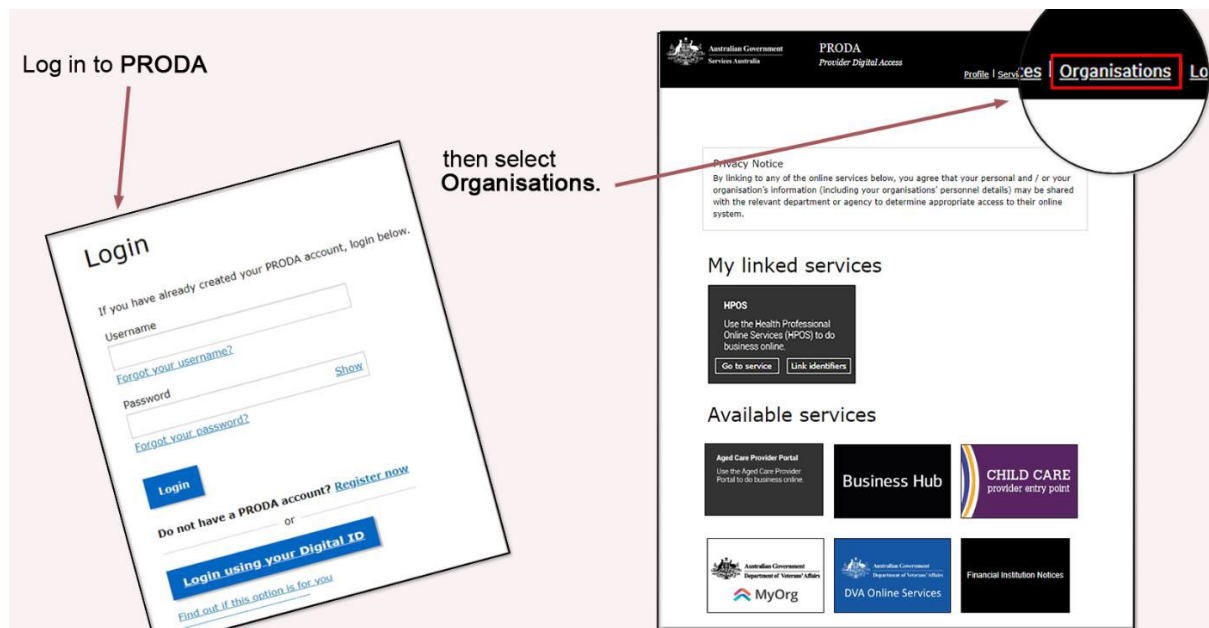 Log in to PRODA
Login
If you have already created your PRODA account, login below.
Username
Forgot your username?
Password
Show
Forgot your password?
Login
Do not have a PRODA account? Register now
or
Login using your Digital ID
Find out if this option is for you
then select
Organisations.
Australian Government
Services Australia
PRODA
Provider Digital Access
Profile | Servi
ces | Organisations | Lo
Privacy Notice
By linking to any of the online services below, you agree that your personal and / or your
organisation's information (including your organisations' personnel details) may be shared
with the relevant department or agency to determine appropriate access to their online
system.
My linked services
HPOS
Use the Health Professional
Online Services (HPOS) to do
business online.
Go to service
Link identifiers
Available services
Aged Care Provider Portal
Use the Aged Care Provider
Portal to do business online.
Business Hub
CHILD CARE
provider entry point
Australian Government
Department of Veterans' Affairs
MyOrg
Australian Government
Department of Veterans' Affairs
DVA Online Services
Financial Institution Notices